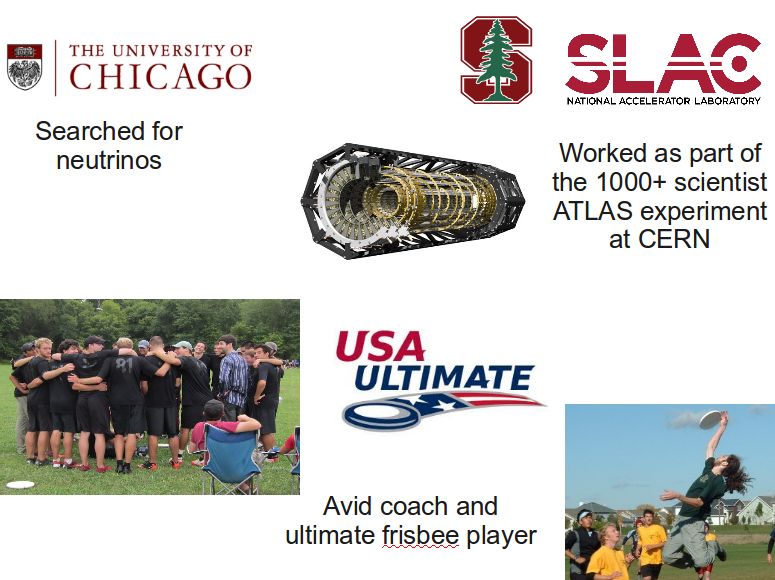 THE UNIVERSITY OF
CHICAGO
Searched for
neutrinos
SLAC
NATIONAL ACCELERATOR LABORATORY
Worked as part of
the 1000+ scientist
ATLAS experiment
at CERN
81
USA
ULTIMATE
Avid coach and
ultimate frisbee player